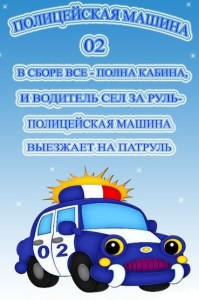 ПОЛИЦЕЙСКАЯ МАШИНА
02
В СБОРЕ ВСЕ - ПОЛНА КАБИНА,
И ВОДИТЕЛЬ СЕЛ ЗА РУЛЬ-
ПОЛИЦЕЙСКАЯ МАШИНА
ВЫЕЗЖАЕТ НА ПАТРУЛЬ
02